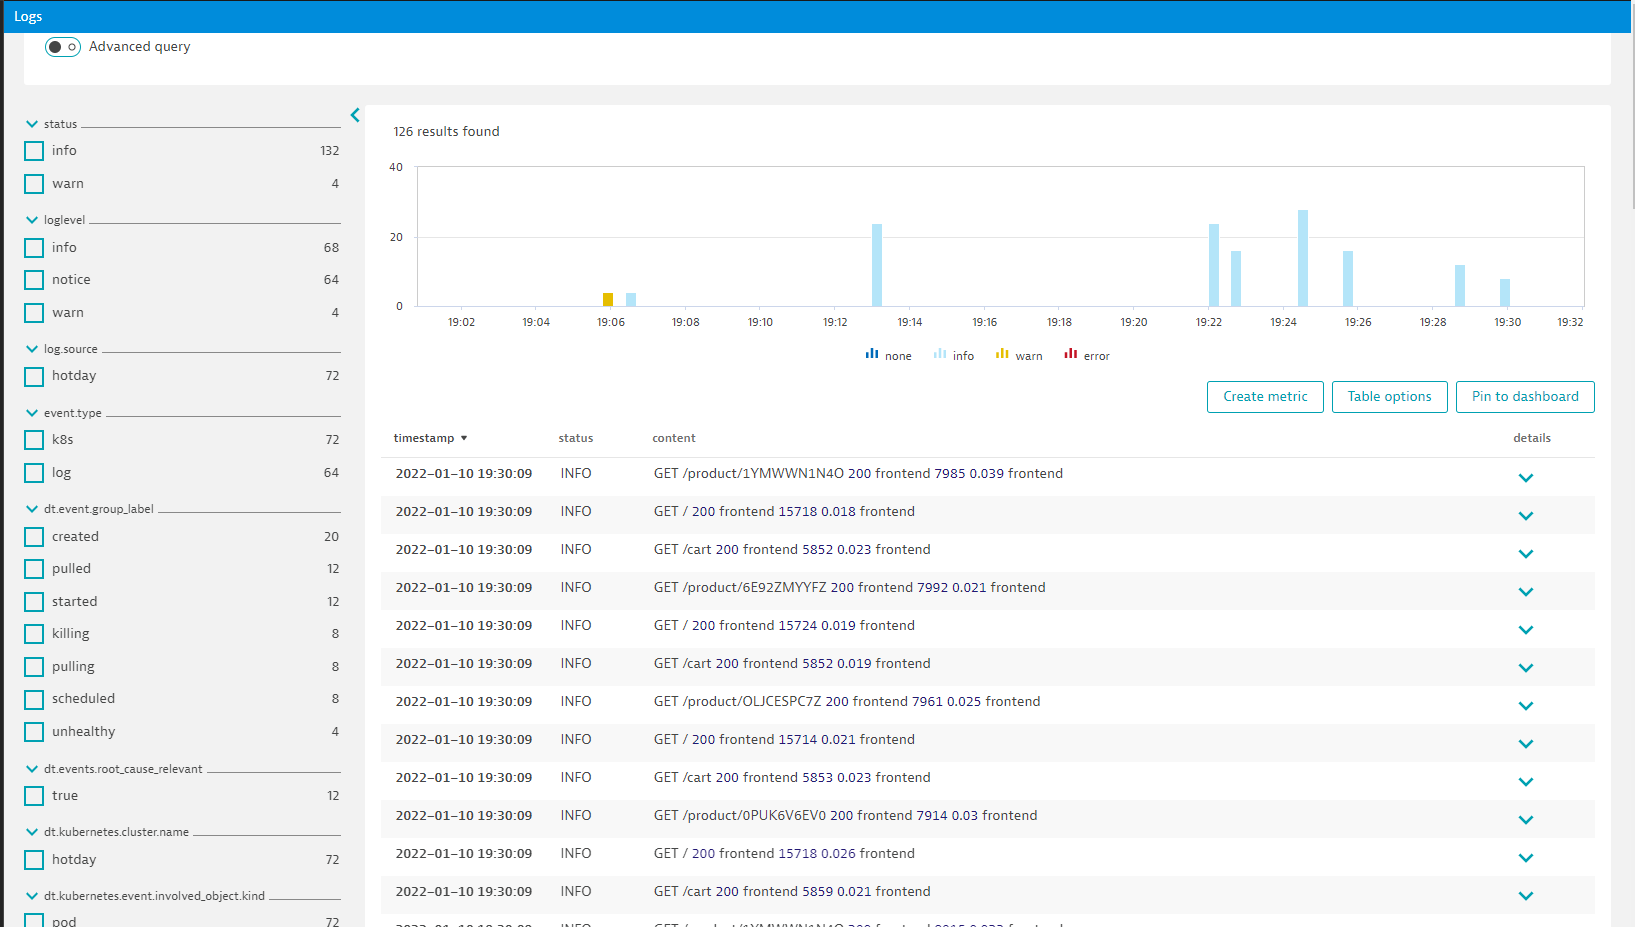 Logs
Advanced query
status
info 132
warn 4
loglevel
info 68
notice 64
warn 4
log.source
hotday 72
event.type
k8s 72
log 64
dt.event.group_label
created 20
pulled 12
started 12
killing 8
pulling 8
scheduled 8
unhealthy 4
dt.events.root_cause_relevant
true 12
dt.kubernetes.cluster.name
hotday 72
dt.kubernetes.event.involved_object.kind
pod 72
126 results found
40
20
0
19:02 19:04 19:06 19:08 19:10 19:12 19:14 19:16 19:18 19:20 19:22 19:24 19:26 19:28 19:30 19:32
none info warn error
Create metric Table options Pin to dashboard
timestamp ▼ status content details
2022-01-10 19:30:09 INFO GET /product/1YMWWN1N4O 200 frontend 7985 0.039 frontend
2022-01-10 19:30:09 INFO GET / 200 frontend 15718 0.018 frontend
2022-01-10 19:30:09 INFO GET /cart 200 frontend 5852 0.023 frontend
2022-01-10 19:30:09 INFO GET /product/6E92ZMYYFZ 200 frontend 7992 0.021 frontend
2022-01-10 19:30:09 INFO GET / 200 frontend 15724 0.019 frontend
2022-01-10 19:30:09 INFO GET /cart 200 frontend 5852 0.019 frontend
2022-01-10 19:30:09 INFO GET /product/OLJCESPC7Z 200 frontend 7961 0.025 frontend
2022-01-10 19:30:09 INFO GET / 200 frontend 15714 0.021 frontend
2022-01-10 19:30:09 INFO GET /cart 200 frontend 5853 0.023 frontend
2022-01-10 19:30:09 INFO GET /product/0PUK6V6EV0 200 frontend 7914 0.03 frontend
2022-01-10 19:30:09 INFO GET / 200 frontend 15718 0.026 frontend
2022-01-10 19:30:09 INFO GET /cart 200 frontend 5859 0.021 frontend